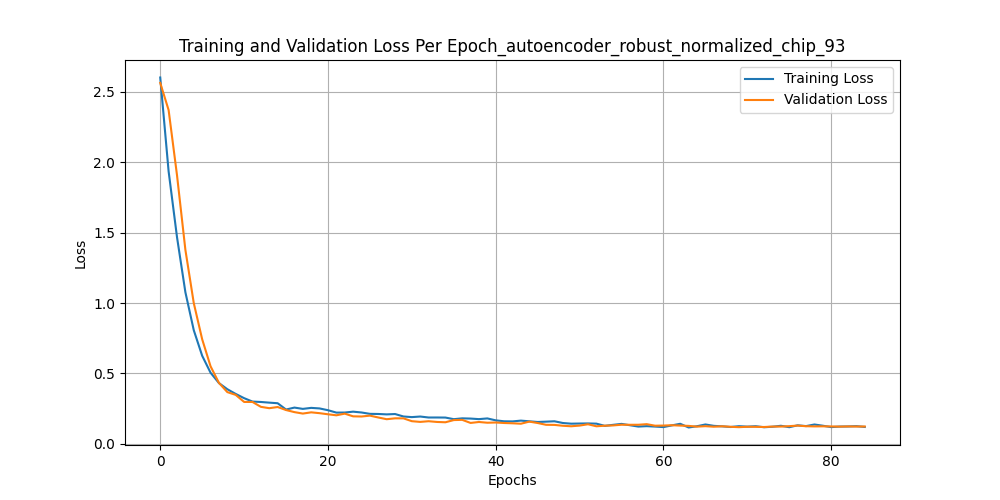 Training and Validation Loss Per Epoch_autoencoder_robust_normalized_chip_93
Training Loss
Validation Loss
2.5
2.0
1.5
1.0
0.5
0.0
Loss
0 20 40 60 80
Epochs